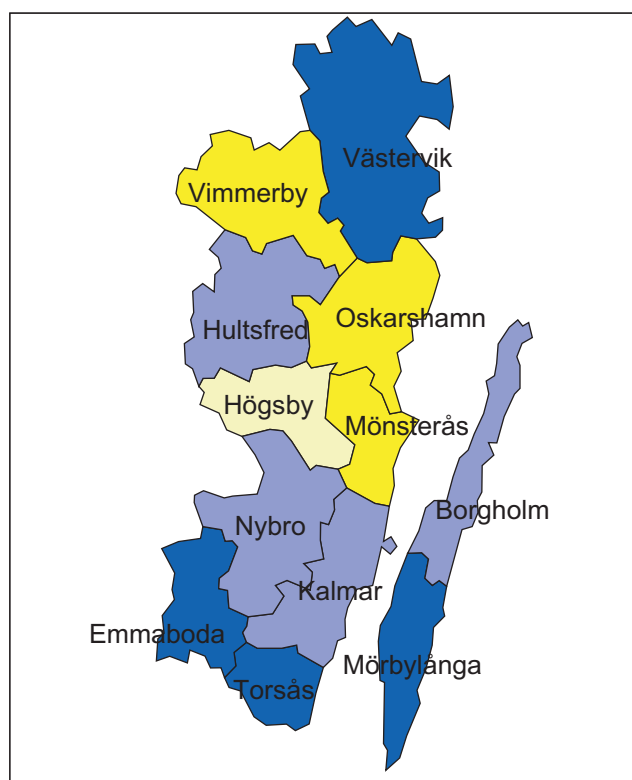 Västervik
Vimmerby
Oskarshamn
Hultsfred
Högsby
Mönsterås
Borgholm
Nybro
Kalmar
Emmaboda
Mörbylånga
Torsås